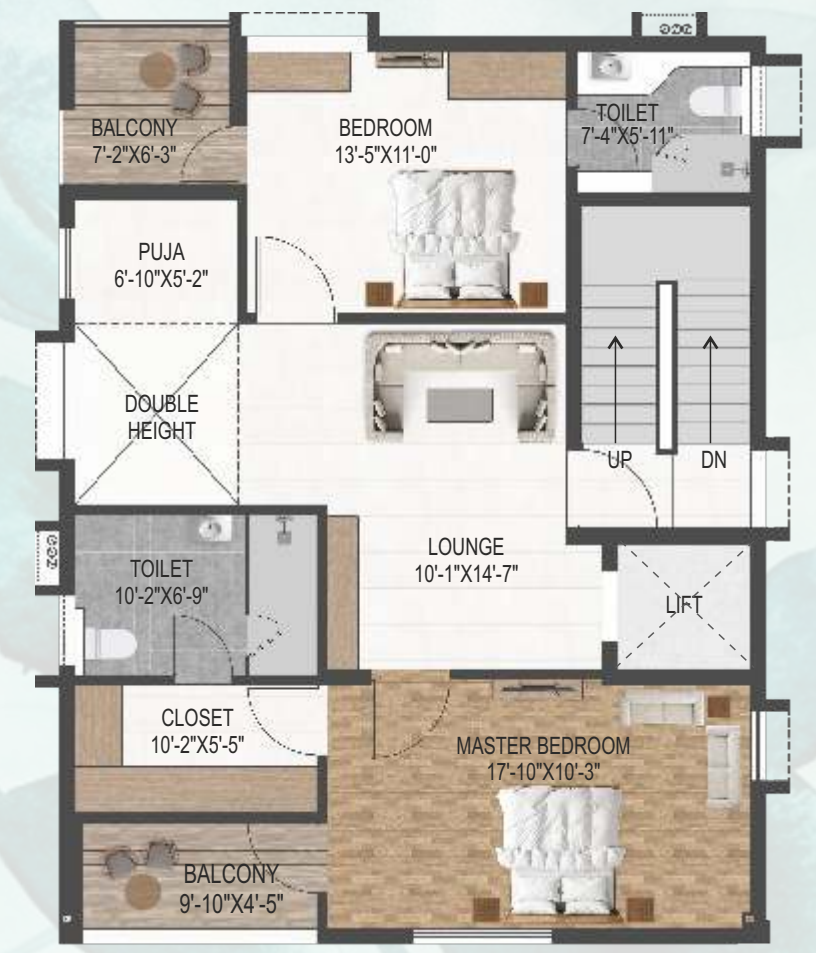 BALCONY
7'-2"X6'-3"
BEDROOM
13'-5"X11'-0"
TOILET
7'-4"X5'-11"
PUJA
6'-10"X5'-2"
DOUBLE
HEIGHT
UP
DN
LOUNGE
10'-1"X14'-7"
TOILET
10'-2"X6'-9"
LIFT
CLOSET
10'-2"X5'-5"
MASTER BEDROOM
17'-10"X10'-3"
BALCONY
9'-10"X4'-5"